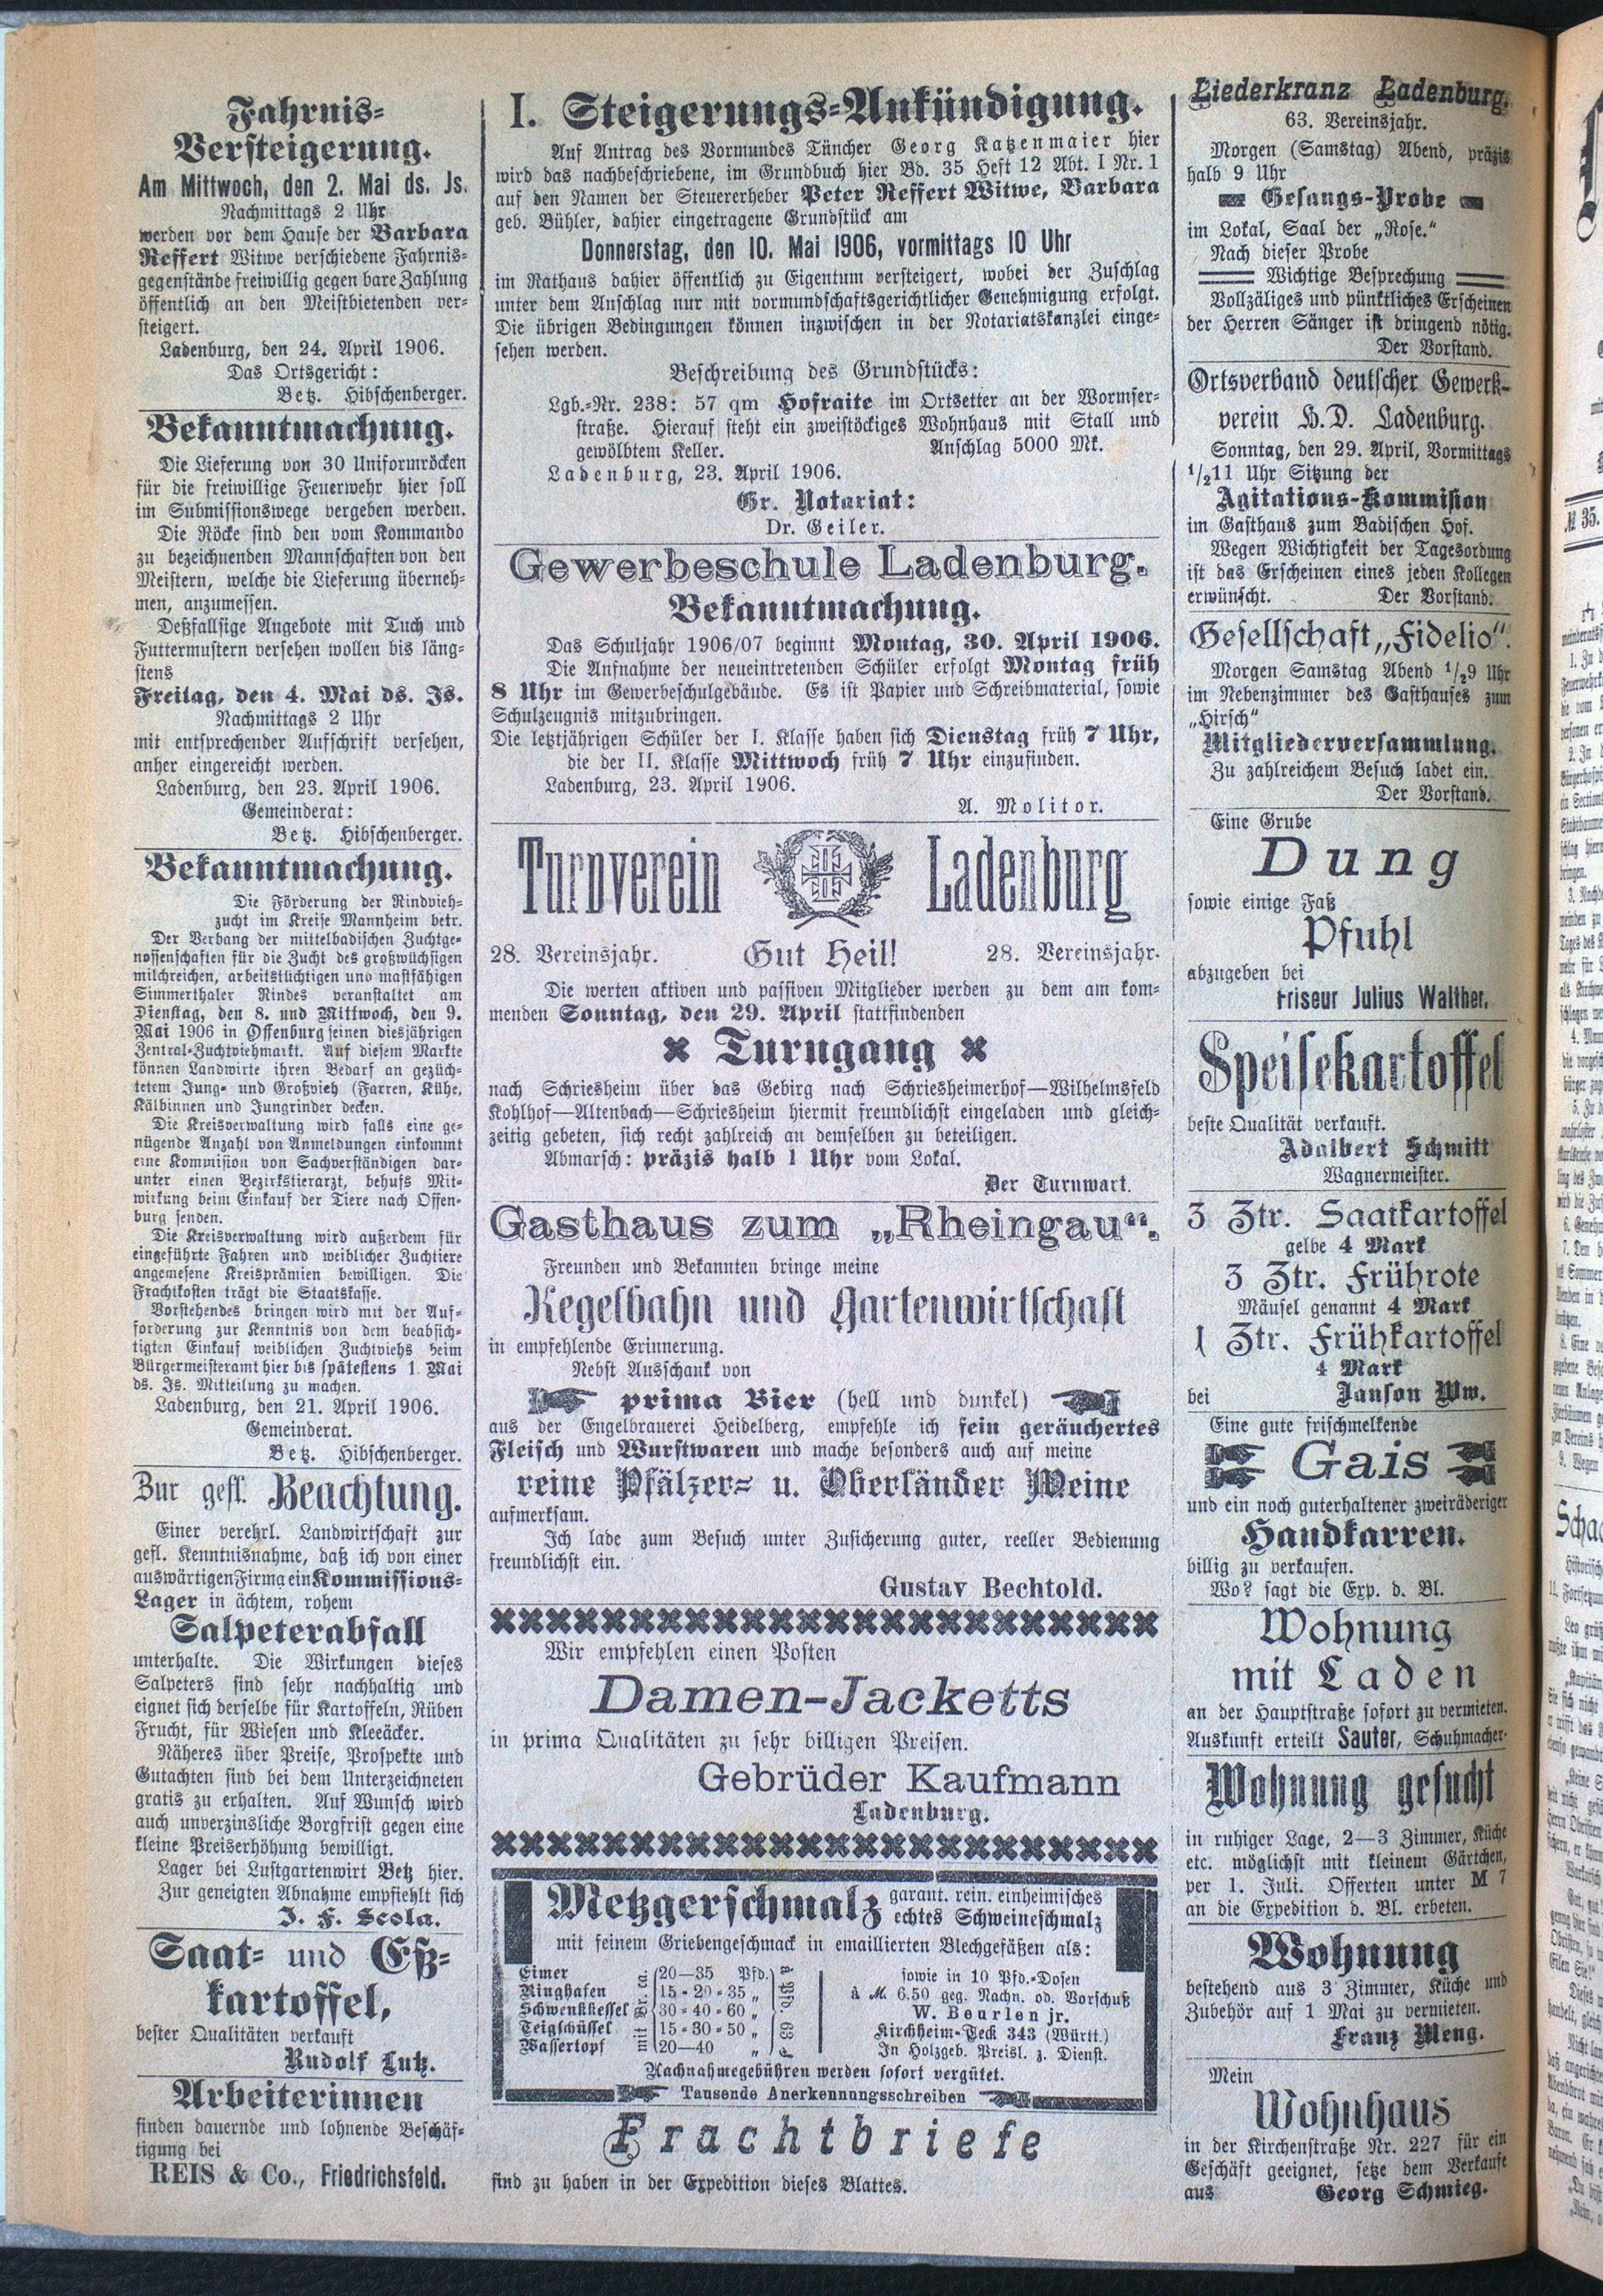 Fahrnis-
Versteigerung.
Am Mittwoch, den 2. Mai ds. Js.
Nachmittags 2 Uhr
werden vor dem Hause der Barbara
Reffert Witwe verschiedene Fahrnis-
gegenstände freiwillig gegen bare Zahlung
öffentlich an den Meistbietenden ver-
steigert.
Ladenburg, den 24. April 1906.
Das Ortsgericht:
Betz. Hibschenberger.
Bekanntmachung.
Die Lieferung von 30 Uniformröcken
für die freiwillige Feuerwehr hier soll
im Submissionswege vergeben werden.
Die Röcke sind den vom Kommando
zu bezeichnenden Mannschaften von den
Meistern, welche die Lieferung überneh-
men, anzumessen.
Deßfallsige Angebote mit Tuch und
Futtermustern versehen wollen bis läng-
stens
Freitag, den 4. Mai ds. Js.
Nachmittags 2 Uhr
mit entsprechender Aufschrift versehen,
anher eingereicht werden.
Ladenburg, den 23. April 1906.
Gemeinderat:
Betz. Hibschenberger.
Bekanntmachung.
Die Förderung der Rindvieh-
zucht im Kreise Mannheim betr.
Der Verbang der mittelbadischen Zuchtge-
nossenschaften für die Zucht des großwüchsigen
milchreichen, arbeitstüchtigen und mastfähigen
Simmerthaler Rindes veranstaltet am
Dienstag, den 8. und Mittwoch, den 9.
Mai 1906 in Offenburg seinen diesjährigen
Zentral-Zuchtviehmarkt. Auf diesem Markte
können Landwirte ihren Bedarf an gezüch-
tetem Jung- und Großvieh (Farren, Kühe,
Kälbinnen und Jungrinder decken.
Die Kreisverwaltung wird falls eine ge-
nügende Anzahl von Anmeldungen einkommt
eine Kommision von Sachverständigen dar-
unter einen Bezirkstierarzt, behufs Mit-
wirkung beim Einkauf der Tiere nach Offen-
burg senden.
Die Kreisverwaltung wird außerdem für
eingeführte Fahren und weiblicher Zuchtiere
angemesene Kreisprämien bewilligen. Die
Frachtkosten trägt die Staatskasse.
Vorstehendes bringen wird mit der Auf-
forderung zur Kenntnis von dem beabsich-
tigten Einkauf weiblichen Zuchtviehs beim
Bürgermeisteramt hier bis spätestens 1. Mai
ds. Js. Mitteilung zu machen.
Ladenburg, den 21. April 1906.
Gemeinderat.
Betz. Hibschenberger.
Zur gefl. Beachtung.
Einer verehrl. Landwirtschaft zur
gefl. Kenntnisnahme, daß ich von einer
auswärtigen Firma ein Kommissions-
Lager in ächtem, rohem
Salpeterabfall
unterhalte. Die Wirkungen dieses
Salpeters sind sehr nachhaltig und
eignet sich derselbe für Kartoffeln, Rüben
Frucht, für Wiesen und Kleeäcker.
Näheres über Preise, Prospekte und
Gutachten sind bei dem Unterzeichneten
gratis zu erhalten. Auf Wunsch wird
auch unverzinsliche Borgfrist gegen eine
kleine Preiserhöhung bewilligt.
Lager bei Lustgartenwirt Betz hier.
Zur geneigten Abnahme empfiehlt sich
J. F. Scola.
Saat- und Eß-
kartoffel,
bester Qualitäten verkauft
Rudolf Lutz.
Arbeiterinnen
finden dauernde und lohnende Beschäf-
tigung bei
REIS & Co., Friedrichsfeld.
I. Steigerungs-Ankündigung.
Auf Antrag des Vormundes Tüncher Georg Katzenmaier hier
wird das nachbeschriebene, im Grundbuch hier Bd. 35 Heft 12 Abt. I Nr. 1
auf den Namen der Steuererheber Peter Reffert Witwe, Barbara
geb. Bühler, dahier eingetragene Grundstück am
Donnerstag, den 10. Mai 1906, vormittags 10 Uhr
im Rathaus dahier öffentlich zu Eigentum versteigert, wobei der Zuschlag
unter dem Anschlag nur mit vormundschaftsgerichtlicher Genehmigung erfolgt.
Die übrigen Bedingungen können inzwischen in der Notariatskanzlei einge-
sehen werden.
Beschreibung des Grundstücks:
Lgb.-Nr. 238: 57 qm Hofraite im Ortsetter an der Wormser-
straße. Hierauf steht ein zweistöckiges Wohnhaus mit Stall und
gewölbtem Keller. Anschlag 5000 Mk.
Ladenburg, 23. April 1906.
Gr. Notariat:
Dr. Geiler.
Gewerbeschule Ladenburg.
Bekanntmachung.
Das Schuljahr 1906/07 beginnt Montag, 30. April 1906.
Die Aufnahme der neueintretenden Schüler erfolgt Montag früh
8 Uhr im Gewerbeschulgebäude. Es ist Papier und Schreibmaterial, sowie
Schulzeugnis mitzubringen.
Die letztjährigen Schüler der I. Klasse haben sich Dienstag früh 7 Uhr,
die der II. Klasse Mittwoch früh 7 Uhr einzufinden.
Ladenburg, 23. April 1906.
A. Molitor.
Turnverein Ladenburg
28. Vereinsjahr. Gut Heil! 28. Vereinsjahr.
Die werten aktiven und passiven Mitglieder werden zu dem am kom-
menden Sonntag, den 29. April stattfindenden
Turngang
nach Schriesheim über das Gebirg nach Schriesheimerhof—Wilhelmsfeld
Kohlhof—Altenbach—Schriesheim hiermit freundlichst eingeladen und gleich-
zeitig gebeten, sich recht zahlreich an demselben zu beteiligen.
Abmarsch: präzis halb 1 Uhr vom Lokal.
Der Turnwart.
Gasthaus zum „Rheingau“.
Freunden und Bekannten bringe meine
Kegelbahn und Gartenwirtschaft
in empfehlende Erinnerung.
Nebst Ausschank von
prima Bier (hell und dunkel)
aus der Engelbrauerei Heidelberg, empfehle ich fein geräuchertes
Fleisch und Wurstwaren und mache besonders auch auf meine
reine Pfälzer- u. Oberländer Weine
aufmerksam.
Ich lade zum Besuch unter Zusicherung guter, reeller Bedienung
freundlichst ein.
Gustav Bechtold.
Wir empfehlen einen Posten
Damen-Jacketts
in prima Qualitäten zu sehr billigen Preisen.
Gebrüder Kaufmann
Ladenburg.
Metzgerschmalz garant. rein. einheimisches
echtes Schweineschmalz
mit feinem Griebengeschmack in emaillierten Blechgefäßen als:
Eimer 20—35 Pfd.
Ringhafen 15-20-35 „
Schwenkkessel 30-40-60 „
Teigschüssel 15-30-50 „
Wassertopf 20—40 „
sowie in 10 Pfd.-Dosen
à M. 6.50 geg. Nachn. od. Vorschuß
W. Beurlen jr.
Kirchheim-Teck 343 (Württ.)
In Holzgeb. Preisl. z. Dienst.
Nachnahmegebühren werden sofort vergütet.
Tausende Anerkennungsschreiben
Frachtbriefe
sind zu haben in der Expedition dieses Blattes.
Liederkranz Ladenburg.
63. Vereinsjahr.
Morgen (Samstag) Abend, präzis
halb 9 Uhr
Gesangs-Probe
im Lokal, Saal der „Rose.“
Nach dieser Probe
Wichtige Besprechung
Vollzäliges und pünktliches Erscheinen
der Herren Sänger ist dringend nötig.
Der Vorstand.
Ortsverband deutscher Gewerk-
verein H.D. Ladenburg.
Sonntag, den 29. April, Vormittags
1/211 Uhr Sitzung der
Agitations-Kommision
im Gasthaus zum Badischen Hof.
Wegen Wichtigkeit der Tagesordung
ist das Erscheinen eines jeden Kollegen
erwünscht. Der Vorstand.
Gesellschaft „Fidelio“.
Morgen Samstag Abend 1/29 Uhr
im Nebenzimmer des Gasthauses zum
„Hirsch“
Mitgliederversammlung.
Zu zahlreichem Besuch ladet ein.
Der Vorstand.
Eine Grube
Dung
sowie einige Faß
Pfuhl
abzugeben bei
Friseur Julius Walther.
Speisekartoffel
beste Qualität verkauft.
Adalbert Schmitt
Wagnermeister.
3 Ztr. Saatkartoffel
gelbe 4 Mark
3 Ztr. Frührote
Mäusel genannt 4 Mark
1 Ztr. Frühkartoffel
4 Mark
bei Janson Ww.
Eine gute frischmelkende
Gais
und ein noch guterhaltener zweiräderiger
Handkarren.
billig zu verkaufen.
Wo? sagt die Exp. d. Bl.
Wohnung
mit Laden
an der Hauptstraße sofort zu vermieten.
Auskunft erteilt Sauter, Schuhmacher.
Wohnung gesucht
in ruhiger Lage, 2—3 Zimmer, Küche
etc. möglichst mit kleinem Gärtchen,
per 1. Juli. Offerten unter M 7
an die Expedition d. Bl. erbeten.
Wohnung
bestehend aus 3 Zimmer, Küche und
Zubehör auf 1 Mai zu vermieten.
Franz Meng.
Mein
Wohnhaus
in der Kirchenstraße Nr. 227 für ein
Geschäft geeignet, setze dem Verkaufe
aus Georg Schmieg.
№ 35.